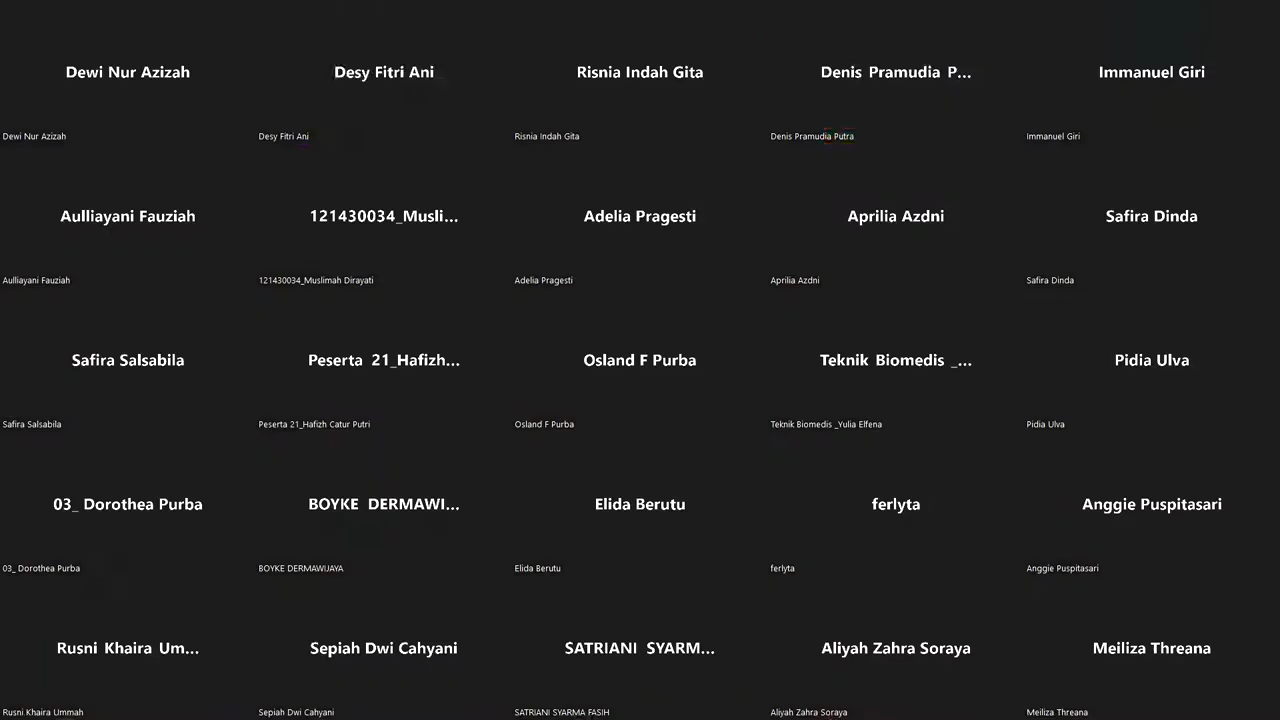 Dewi Nur Azizah
Desy Fitri Ani
Risnia Indah Gita
Denis Pramudia P...
Immanuel Giri
Dewi Nur Azizah
Desy Fitri Ani
Risnia Indah Gita
Denis Pramudia Putra
Immanuel Giri
Aulliayani Fauziah
121430034_Musli...
Adelia Pragesti
Aprilia Azdni
Safira Dinda
Aulliayani Fauziah
121430034_Muslimah Dirayati
Adelia Pragesti
Aprilia Azdni
Safira Dinda
Safira Salsabila
Peserta 21_Hafizh...
Osland F Purba
Teknik Biomedis _...
Pidia Ulva
Safira Salsabila
Peserta 21_Hafizh Catur Putri
Osland F Purba
Teknik Biomedis _Yulia Elfena
Pidia Ulva
03_ Dorothea Purba
BOYKE DERMAWI...
Elida Berutu
ferlyta
Anggie Puspitasari
03_ Dorothea Purba
BOYKE DERMAWIJAYA
Elida Berutu
ferlyta
Anggie Puspitasari
Rusni Khaira Um...
Sepiah Dwi Cahyani
SATRIANI SYARM...
Aliyah Zahra Soraya
Meiliza Threana
Rusni Khaira Ummah
Sepiah Dwi Cahyani
SATRIANI SYARMA FASIH
Aliyah Zahra Soraya
Meiliza Threana